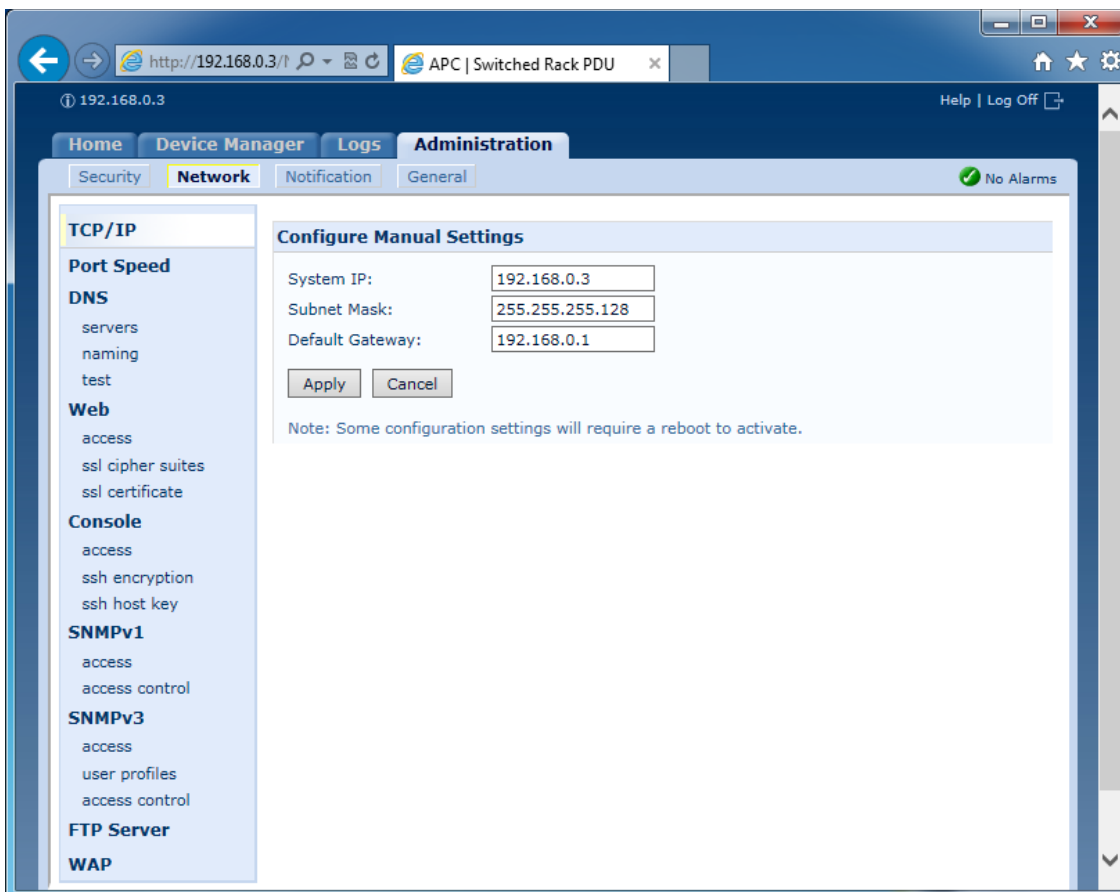 http://192.168.0.3/
APC | Switched Rack PDU
192.168.0.3
Help | Log Off
Home Device Manager Logs Administration
Security Network Notification General
No Alarms
TCP/IP
Port Speed
DNS
servers
naming
test
Web
access
ssl cipher suites
ssl certificate
Console
access
ssh encryption
ssh host key
SNMPv1
access
access control
SNMPv3
access
user profiles
access control
FTP Server
WAP
Configure Manual Settings
System IP: 192.168.0.3
Subnet Mask: 255.255.255.128
Default Gateway: 192.168.0.1
Apply Cancel
Note: Some configuration settings will require a reboot to activate.